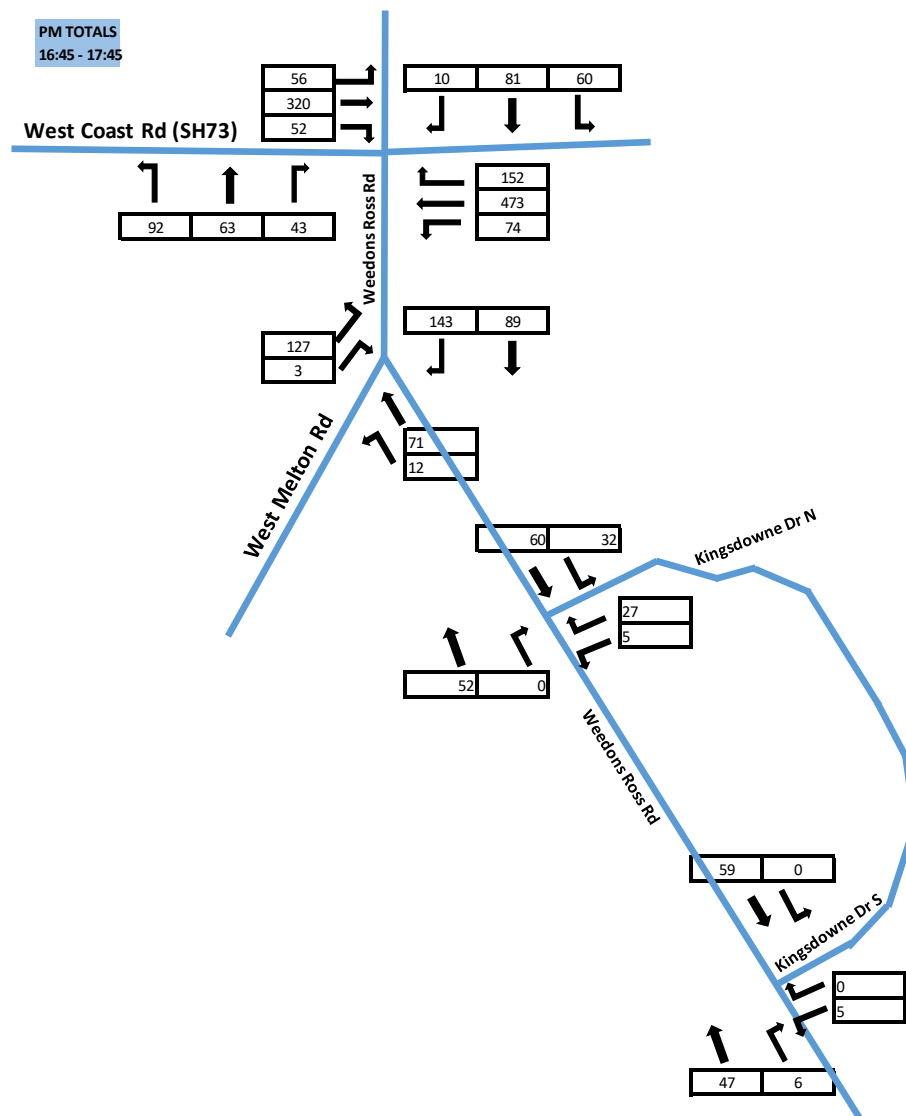 PM TOTALS
16:45 - 17:45
56
320
52
10 81 60
West Coast Rd (SH73)
152
473
74
92 63 43
Weedons Ross Rd
143 89
127
3
71
12
West Melton Rd
60 32
Kingsdowne Dr N
27
5
52 0
Weedons Ross Rd
59 0
Kingsdowne Dr S
0
5
47 6